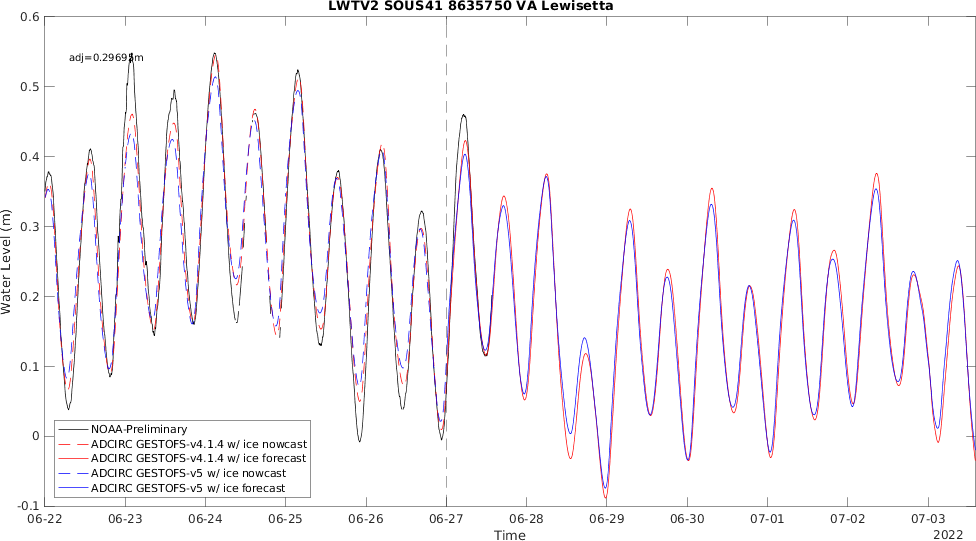 LWTV2 SOUS41 8635750 VA Lewisetta
0.6
0.5
0.4
0.3
0.2
0.1
0
-0.1
Water Level (m)
adj=0.29695m
NOAA-Preliminary
ADCIRC GESTOFS-v4.1.4 w/ ice nowcast
ADCIRC GESTOFS-v4.1.4 w/ ice forecast
ADCIRC GESTOFS-v5 w/ ice nowcast
ADCIRC GESTOFS-v5 w/ ice forecast
06-22 06-23 06-24 06-25 06-26 06-27 06-28 06-29 06-30 07-01 07-02 07-03
Time
2022